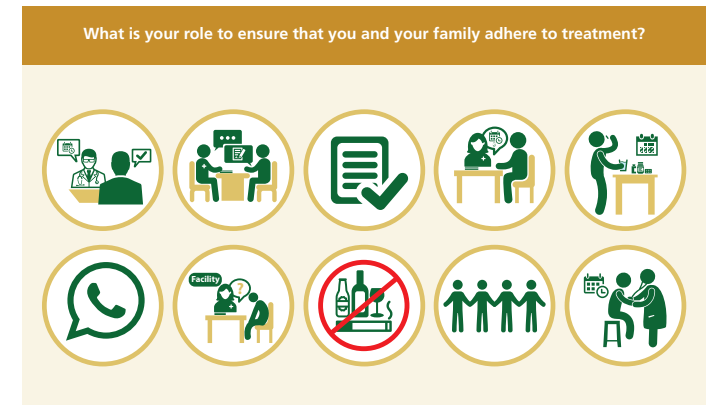 What is your role to ensure that you and your family adhere to treatment?
Facility
?